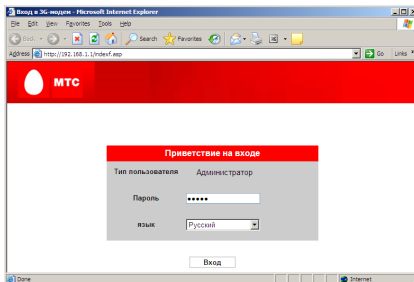 Вход в 3G-модем - Microsoft Internet Explorer
File Edit View Favorites Tools Help
Back Search Favorites
Address http://192.168.1.1/indexf.asp Go Links
МТС
Приветствие на входе
Тип пользователя Администратор
Пароль •••••
язык Русский
Вход
Done Internet